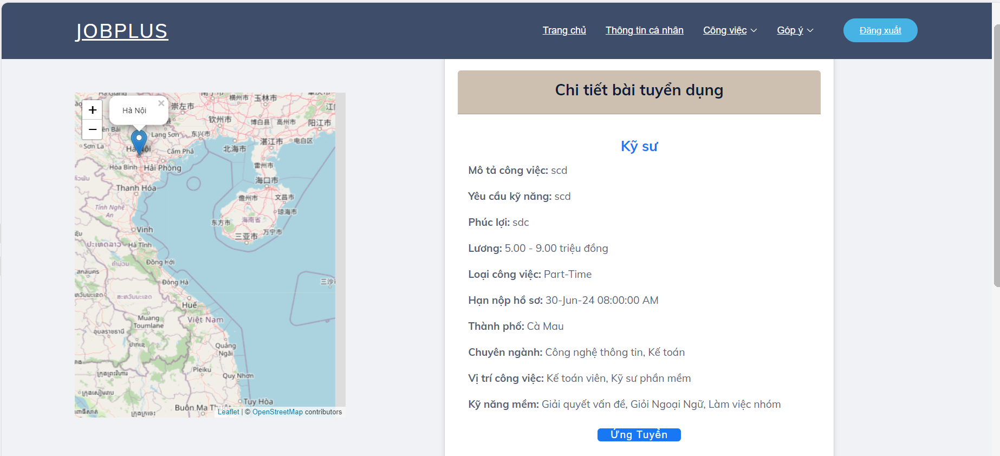 JOBPLUS
Trang chủ
Thông tin cá nhân
Công việc
Góp ý
Đăng xuất
Chi tiết bài tuyển dụng
Kỹ sư
Mô tả công việc: scd
Yêu cầu kỹ năng: scd
Phúc lợi: sdc
Lương: 5.00 - 9.00 triệu đồng
Loại công việc: Part-Time
Hạn nộp hồ sơ: 30-Jun-24 08:00:00 AM
Thành phố: Cà Mau
Chuyên ngành: Công nghệ thông tin, Kế toán
Vị trí công việc: Kế toán viên, Kỹ sư phần mềm
Kỹ năng mềm: Giải quyết vấn đề, Giỏi Ngoại Ngữ, Làm việc nhóm
Ứng Tuyển
+
−
Hà Nội
×
崇左市
横州市
玉林市
钦州市
博白县
高州市
阳江市
Lang Sơn
东兴市
湛江市
电白区
Sơn La
Cẩm Phả
北海市
Hòa Bình
Hải Phòng
雷州市
海口市
Thanh Hóa
儋州市
文昌市
Tỉnh Nghệ
An
琼海市
东方市
海南省
Vinh
三亚市
万宁市
Hà Tĩnh
Đồng Hới
Đông Hà
三沙
Huế
Muang
Toumlane
Việt Nam
Quảng
Ngãi
Pleiku
Quy Nhơn
Tuy Hòa
Leaflet | © OpenStreetMap contributors